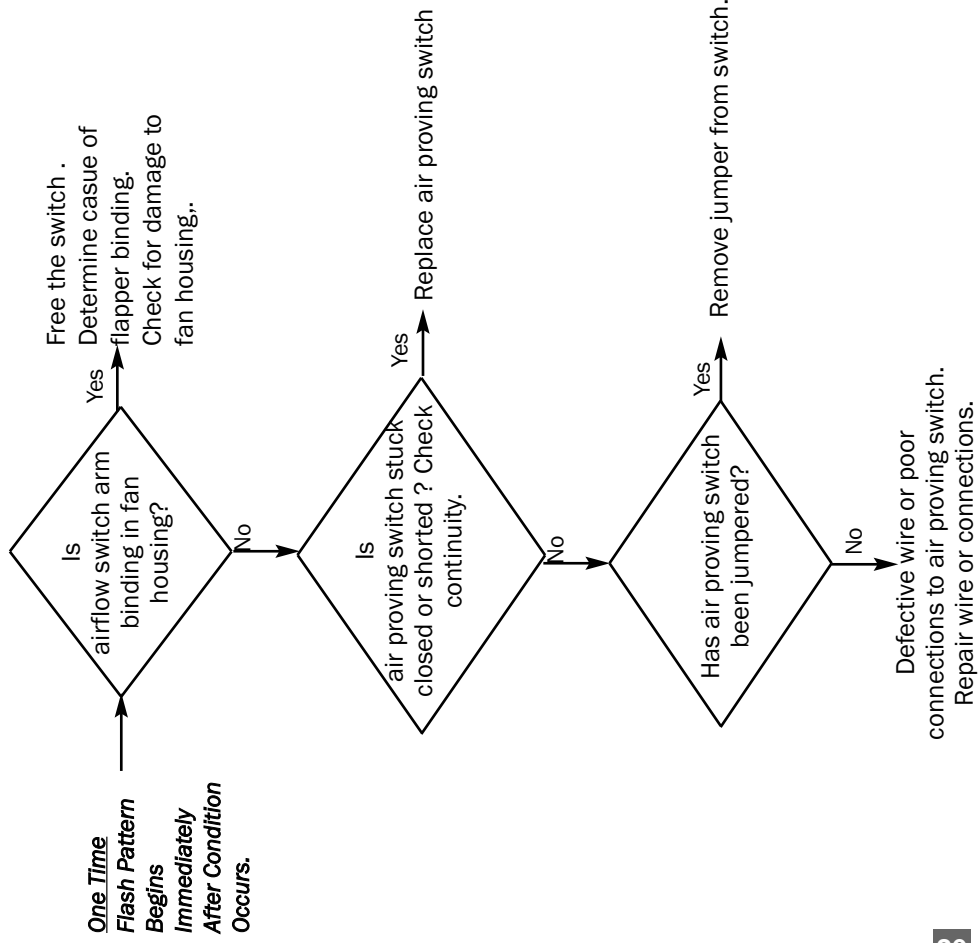 One Time
Flash Pattern
Begins
Immediately
After Condition
Occurs.
Is
airflow switch arm
binding in fan
housing?
Yes
Free the switch .
Determine casue of
flapper binding.
Check for damage to
fan housing,.
No
Is
air proving switch stuck
closed or shorted ? Check
continuity.
Yes
Replace air proving switch
No
Has air proving switch
been jumpered?
Yes
Remove jumper from switch.
No
Defective wire or poor
connections to air proving switch.
Repair wire or connections.